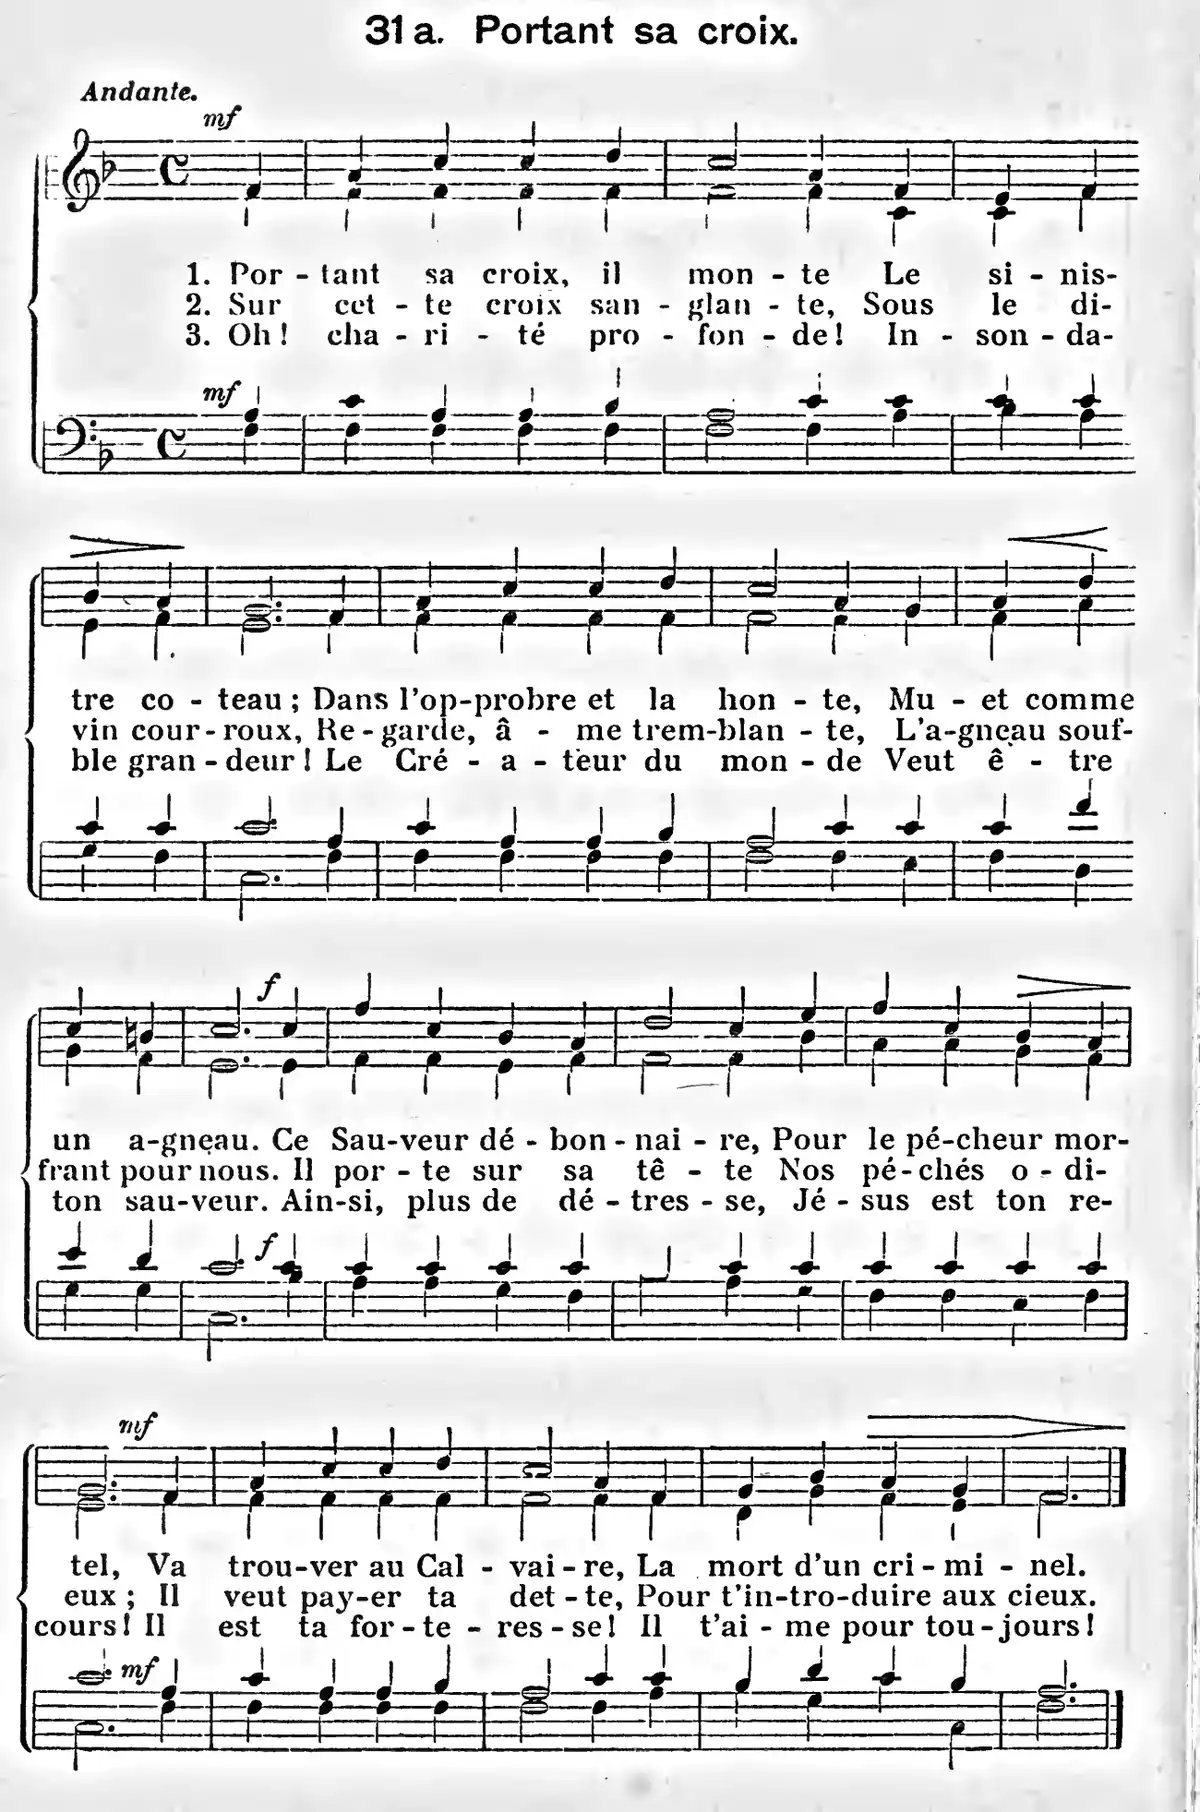 31 a. Portant sa croix.
Andante.
mf
1. Por - tant sa croix, il mon - te Le si - nis-
2. Sur cet - te croix san - glan - te, Sous le di-
3. Oh! cha - ri - té pro - fon - de! In - son - da-
mf
tre co - teau; Dans l'op-probre et la hon - te, Mu - et comme
vin cour - roux, Re - garde, â - me trem-blan - te, L'a-gneau souf-
ble gran - deur! Le Cré - a - teur du mon - de Veut ê - tre
f
un a-gneau. Ce Sau-veur dé - bon - nai - re, Pour le pé-cheur mor-
frant pour nous. Il por - te sur sa tê - te Nos pé-chés o - di-
ton sau-veur. Ain-si, plus de dé - tres - se, Jé - sus est ton re-
f
mf
tel, Va trou-ver au Cal - vai - re, La mort d'un cri - mi - nel.
eux; Il veut pay-er ta det - te, Pour t'in-tro-duire aux cieux.
cours! Il est ta for - te - res - se! Il t'ai - me pour tou-jours!
mf